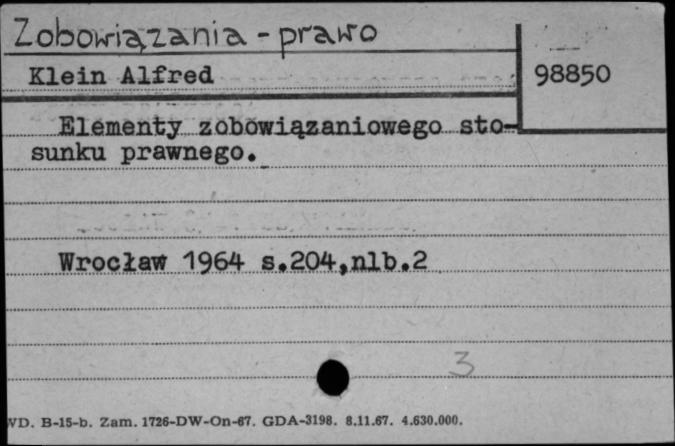 Zobowiązania - prawo
Klein Alfred 98850
Elementy zobowiązaniowego sto-
sunku prawnego.
Wrocław 1964 s.204,nlb.2
3
WD. B-15-b. Zam. 1726-DW-On-67. GDA-3198. 8.11.67. 4.630.000.